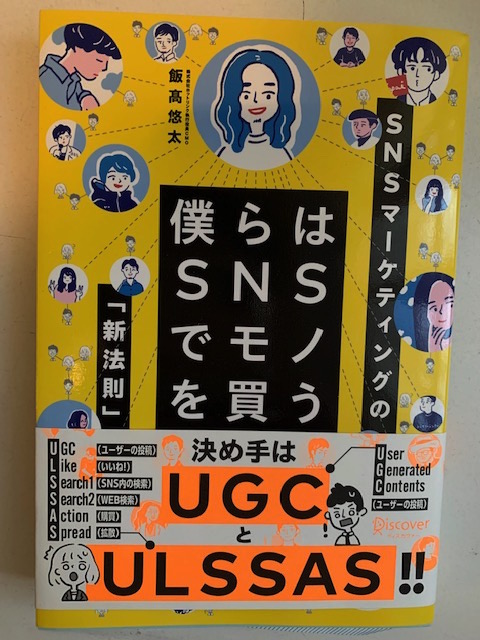 株式会社ホットリンク執行役員CMO
飯髙悠太
SNSマーケティングの
僕らは
SNS
でモノ
を買う
「新法則」
UGC (ユーザーの投稿)
Like (いいね!)
Search1 (SNS内の検索)
Search2 (WEB検索)
Action (購買)
Spread (拡散)
決め手は
UGC
と
ULSSAS!!
User
Generated
Contents
(ユーザーの投稿)
Discover